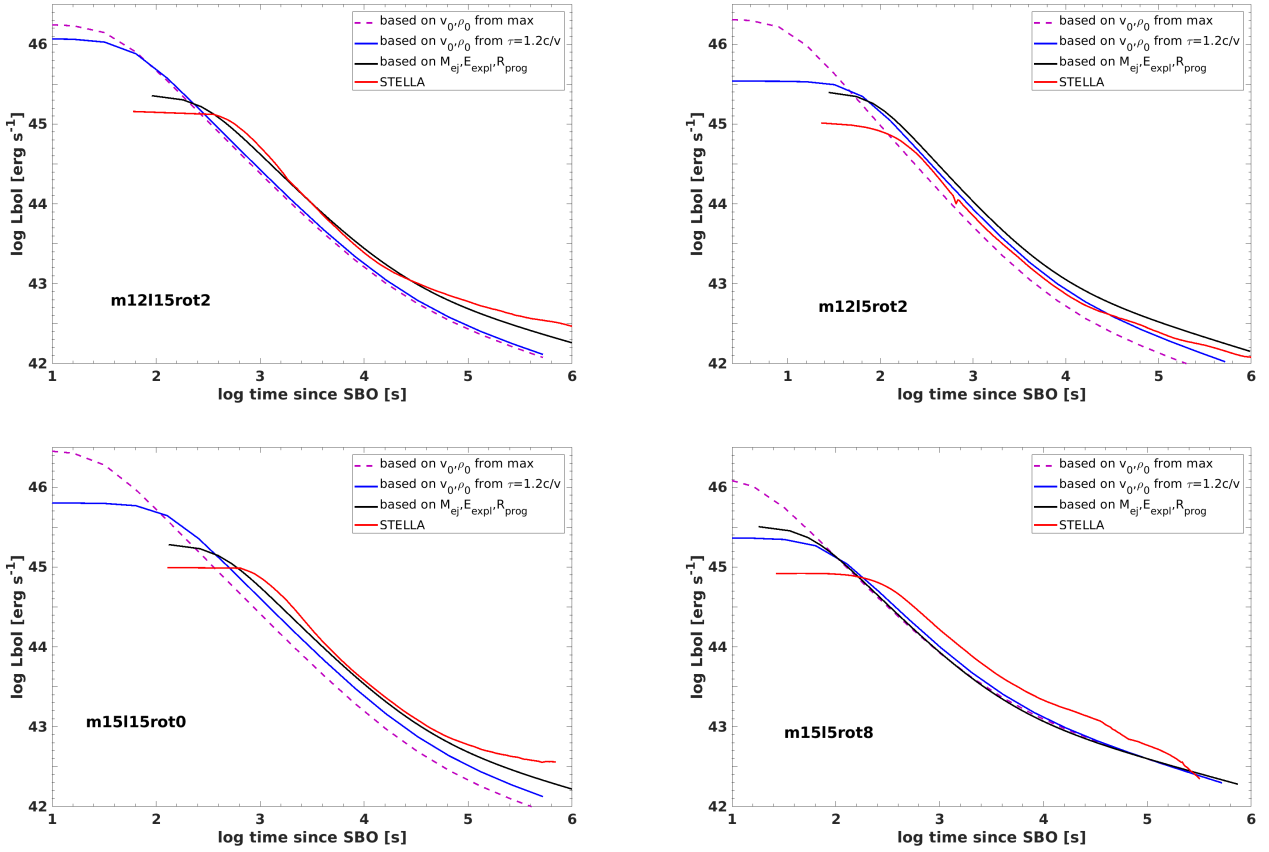 log Lbol [erg s⁻¹]
46
45
44
43
42
based on v₀,ρ₀ from max
based on v₀,ρ₀ from τ=1.2c/v
based on Mₑⱼ,Eₑₓₚₗ,Rₚᵣₒg
STELLA
m12l15rot2
1 2 3 4 5 6
log time since SBO [s]
log Lbol [erg s⁻¹]
46
45
44
43
42
based on v₀,ρ₀ from max
based on v₀,ρ₀ from τ=1.2c/v
based on Mₑⱼ,Eₑₓₚₗ,Rₚᵣₒg
STELLA
m12l5rot2
1 2 3 4 5 6
log time since SBO [s]
log Lbol [erg s⁻¹]
46
45
44
43
42
based on v₀,ρ₀ from max
based on v₀,ρ₀ from τ=1.2c/v
based on Mₑⱼ,Eₑₓₚₗ,Rₚᵣₒg
STELLA
m15l15rot0
1 2 3 4 5 6
log time since SBO [s]
log Lbol [erg s⁻¹]
46
45
44
43
42
based on v₀,ρ₀ from max
based on v₀,ρ₀ from τ=1.2c/v
based on Mₑⱼ,Eₑₓₚₗ,Rₚᵣₒg
STELLA
m15l5rot8
1 2 3 4 5 6
log time since SBO [s]